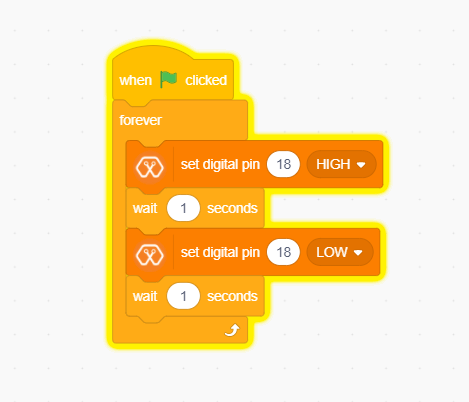 when clicked
forever
set digital pin 18 HIGH
wait 1 seconds
set digital pin 18 LOW
wait 1 seconds